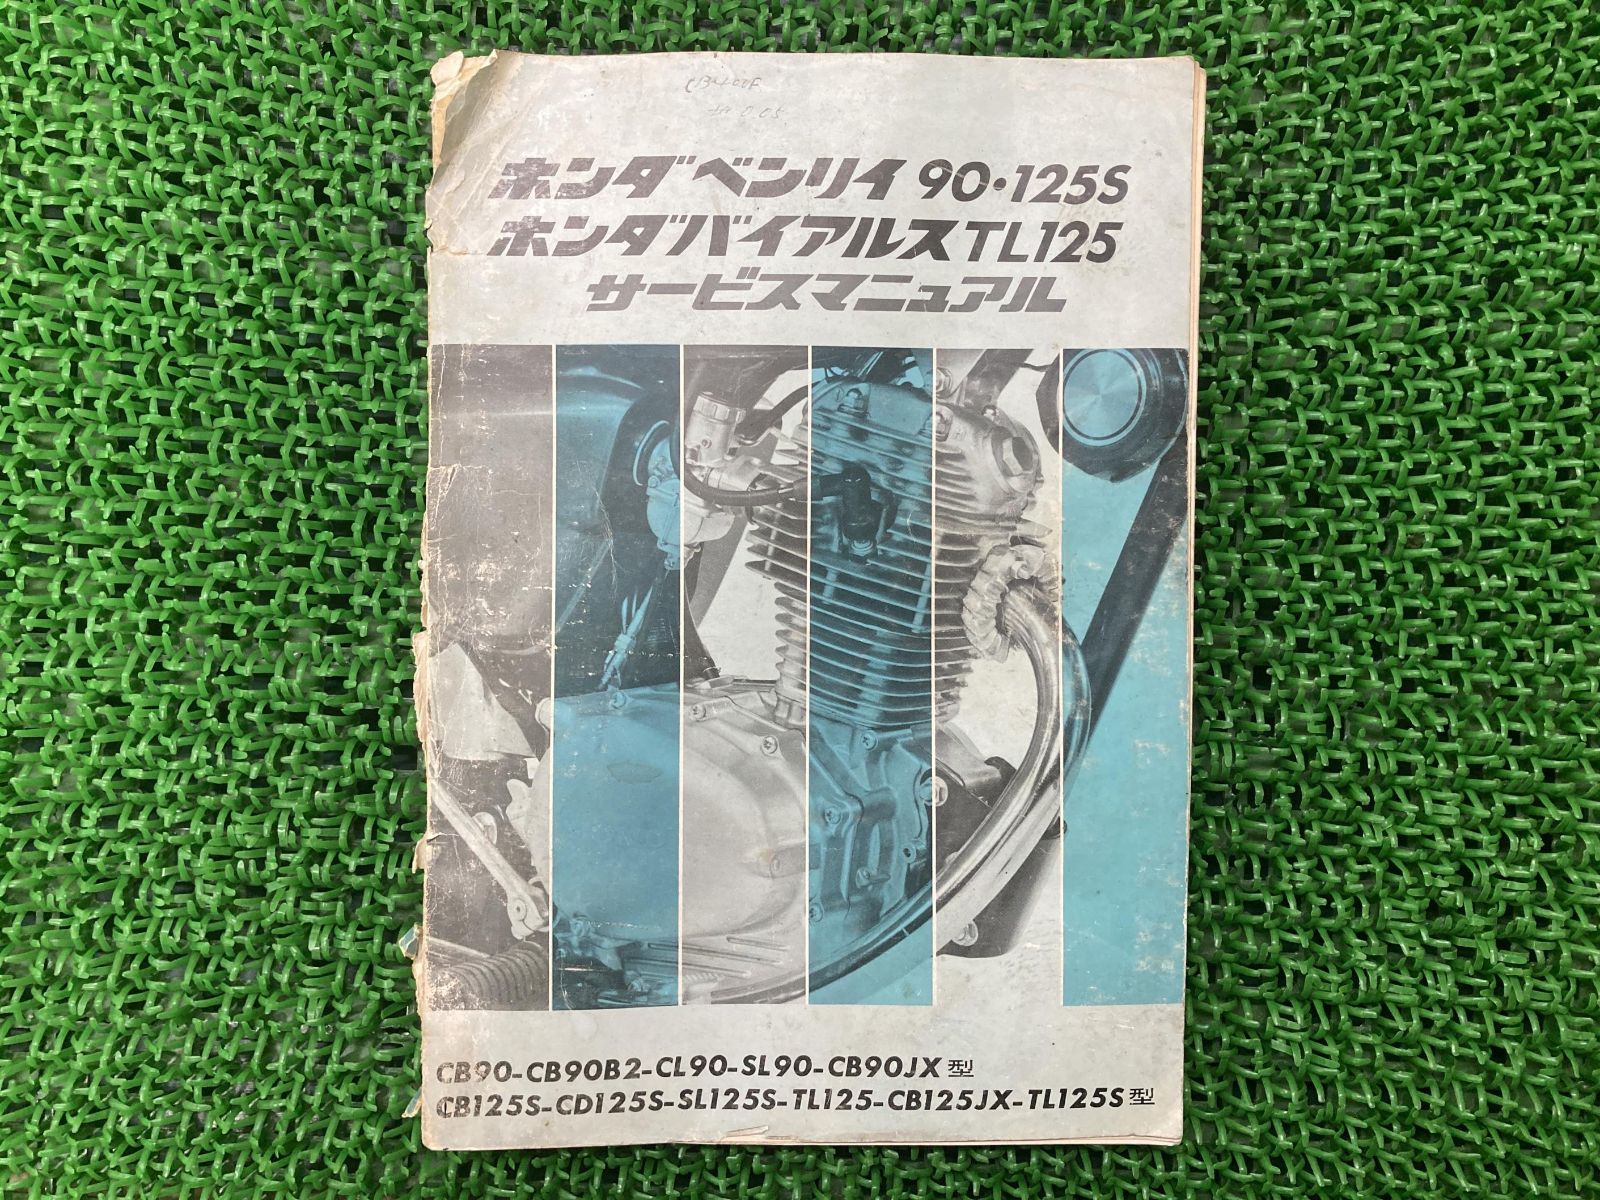 ホンダベンリイ 90・125S
ホンダバイアルスTL125
サービスマニュアル
CB90-CB90B2-CL90-SL90-CB90JX型
CB125S-CD125S-SL125S-TL125-CB125JX-TL125S型